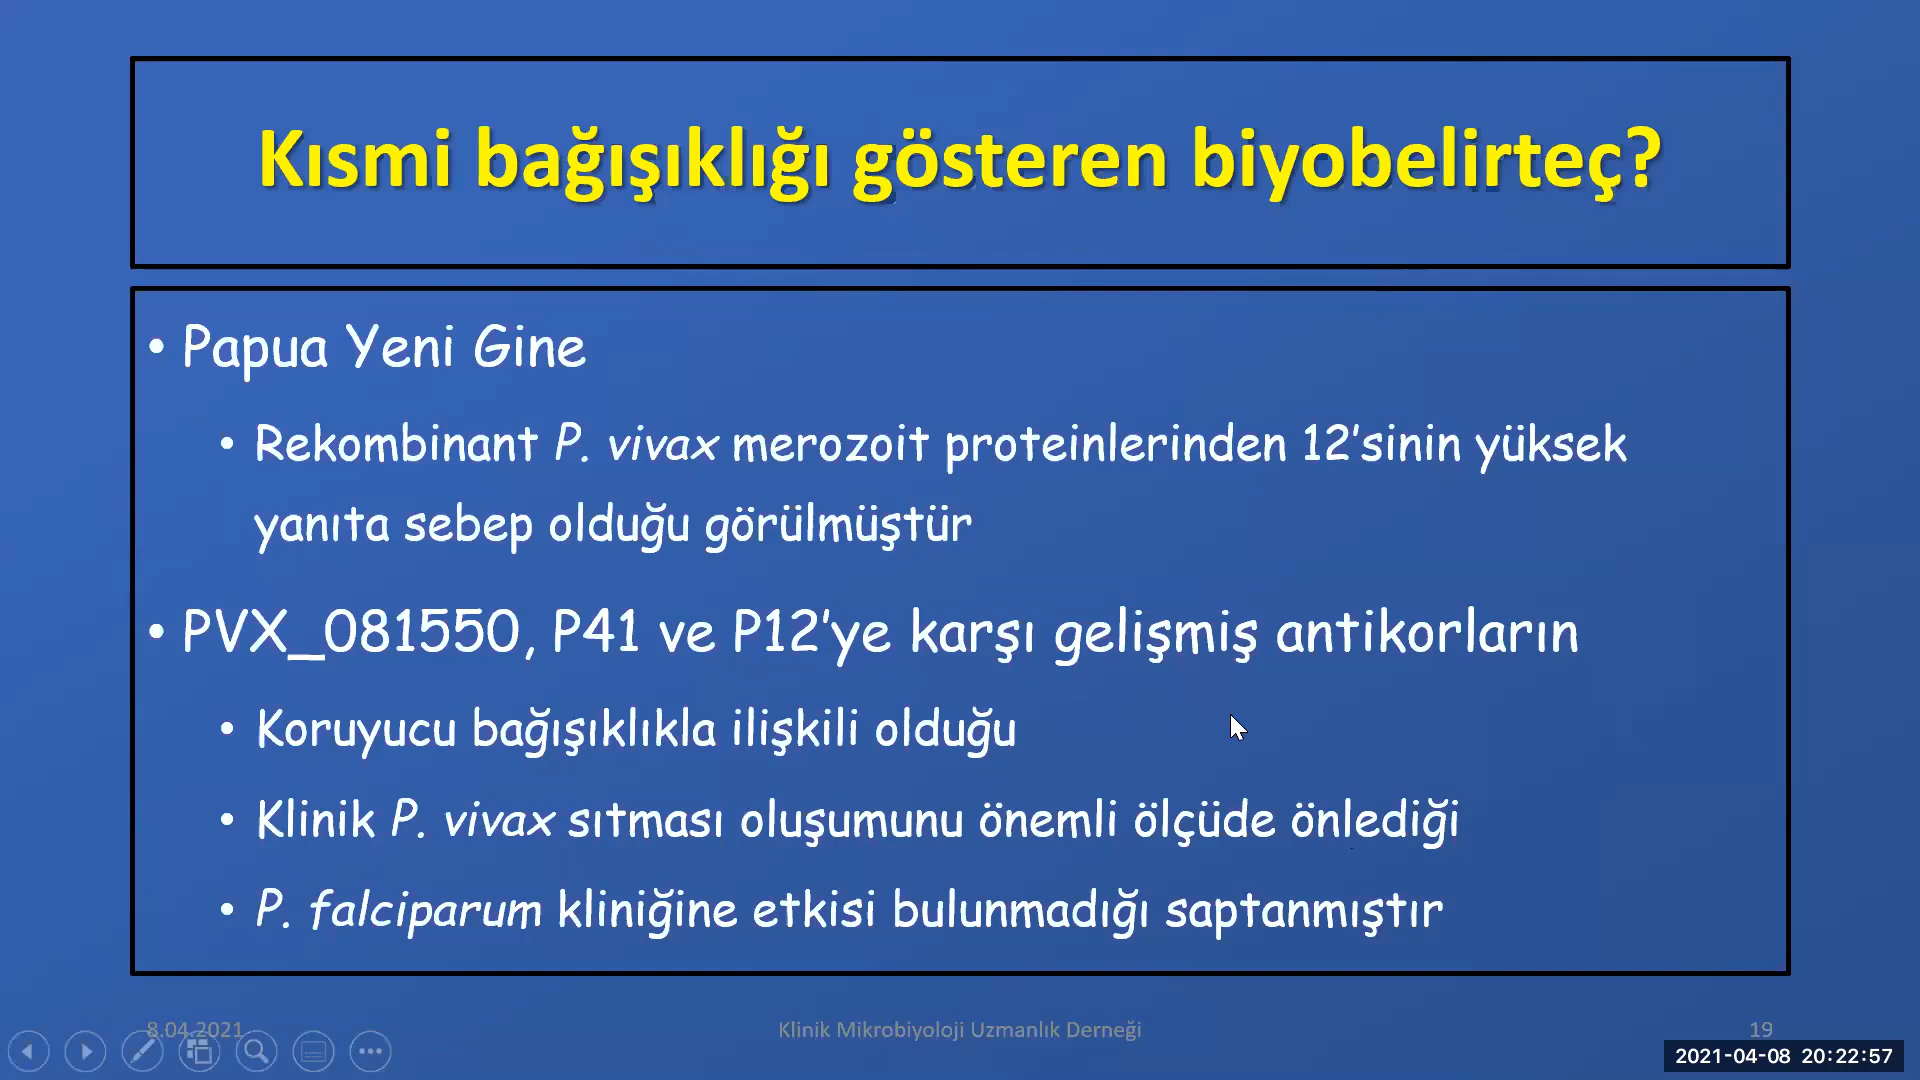 Kısmi bağışıklığı gösteren biyobelirteç?
• Papua Yeni Gine
• Rekombinant P. vivax merozoit proteinlerinden 12'sinin yüksek
yanıta sebep olduğu görülmüştür
• PVX_081550, P41 ve P12'ye karşı gelişmiş antikorların
• Koruyucu bağışıklıkla ilişkili olduğu
• Klinik P. vivax sıtması oluşumunu önemli ölçüde önlediği
• P. falciparum kliniğine etkisi bulunmadığı saptanmıştır
8.04.2021
Klinik Mikrobiyoloji Uzmanlık Derneği
19
2021-04-08 20:22:57